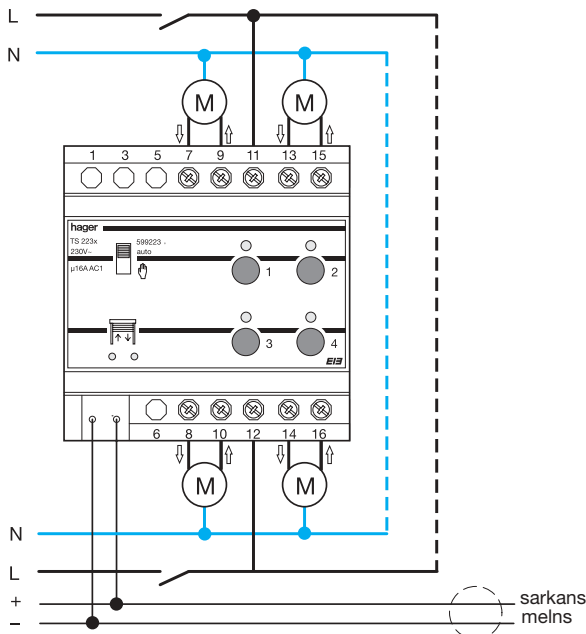 L
N
M M
1 3 5 7 9 11 13 15
hager
TS 223x 599223 -
230V~ auto
µ16A AC1
1 2
3 4
EIB
6 8 10 12 14 16
M M
N
L
+ sarkans
– melns